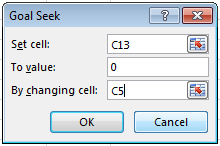 Goal Seek
Set cell: C13
To value: 0
By changing cell: C5
OK Cancel